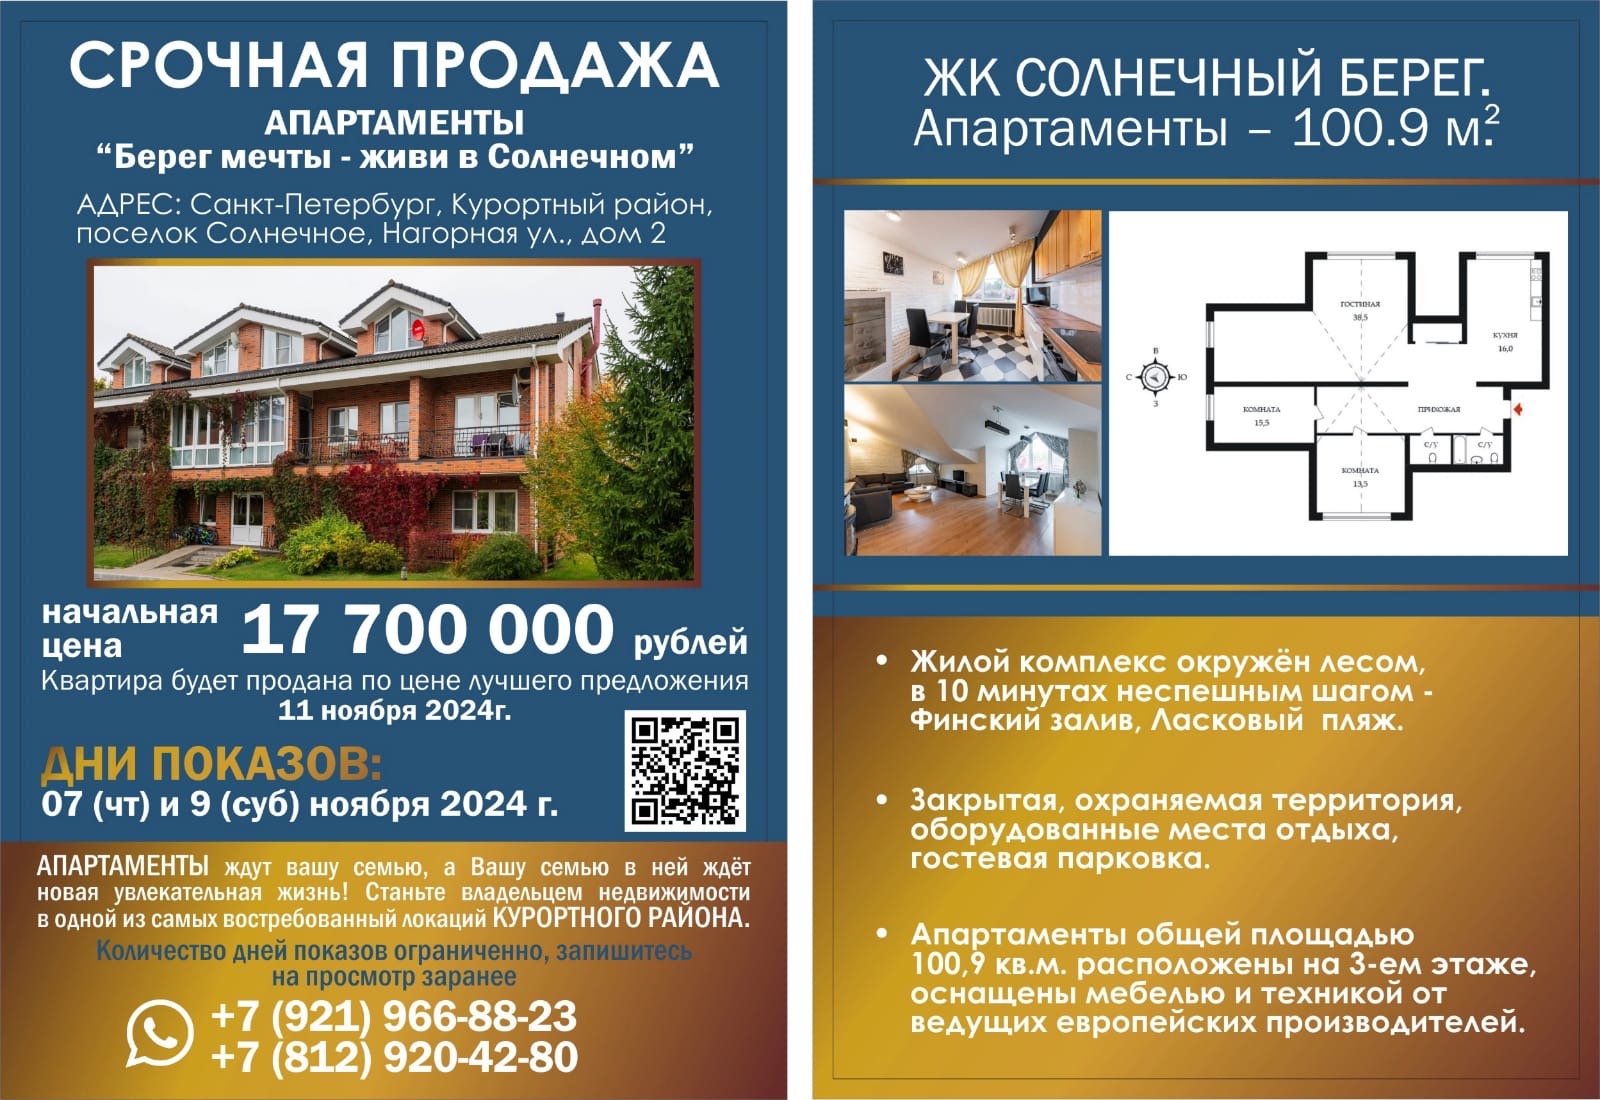 СРОЧНАЯ ПРОДАЖА
АПАРТАМЕНТЫ
“Берег мечты - живи в Солнечном”
АДРЕС: Санкт-Петербург, Курортный район,
поселок Солнечное, Нагорная ул., дом 2
начальная
цена
17 700 000 рублей
Квартира будет продана по цене лучшего предложения
11 ноября 2024г.
ДНИ ПОКАЗОВ:
07 (чт) и 9 (суб) ноября 2024 г.
АПАРТАМЕНТЫ ждут вашу семью, а Вашу семью в ней ждёт
новая увлекательная жизнь! Станьте владельцем недвижимости
в одной из самых востребованный локаций КУРОРТНОГО РАЙОНА.
Количество дней показов ограниченно, запишитесь
на просмотр заранее
+7 (921) 966-88-23
+7 (812) 920-42-80
ЖК СОЛНЕЧНЫЙ БЕРЕГ.
Апартаменты – 100.9 м².
ГОСТИНАЯ
38,5
КУХНЯ
16,0
В
С
Ю
З
КОМНАТА
15,5
ПРИХОЖАЯ
С/У
С/У
КОМНАТА
13,5
• Жилой комплекс окружён лесом,
в 10 минутах неспешным шагом -
Финский залив, Ласковый пляж.
• Закрытая, охраняемая территория,
оборудованные места отдыха,
гостевая парковка.
• Апартаменты общей площадью
100,9 кв.м. расположены на 3-ем этаже,
оснащены мебелью и техникой от
ведущих европейских производителей.